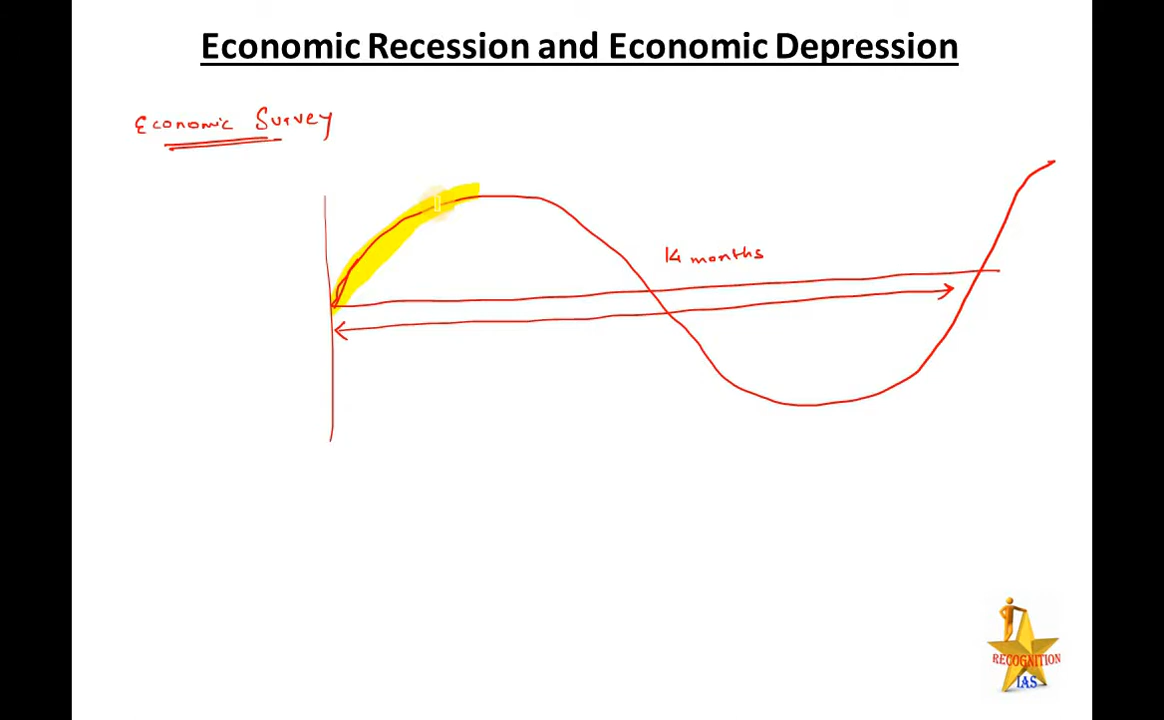 Economic Recession and Economic Depression
Economic Survey
14 months
RECOGNITION
IAS